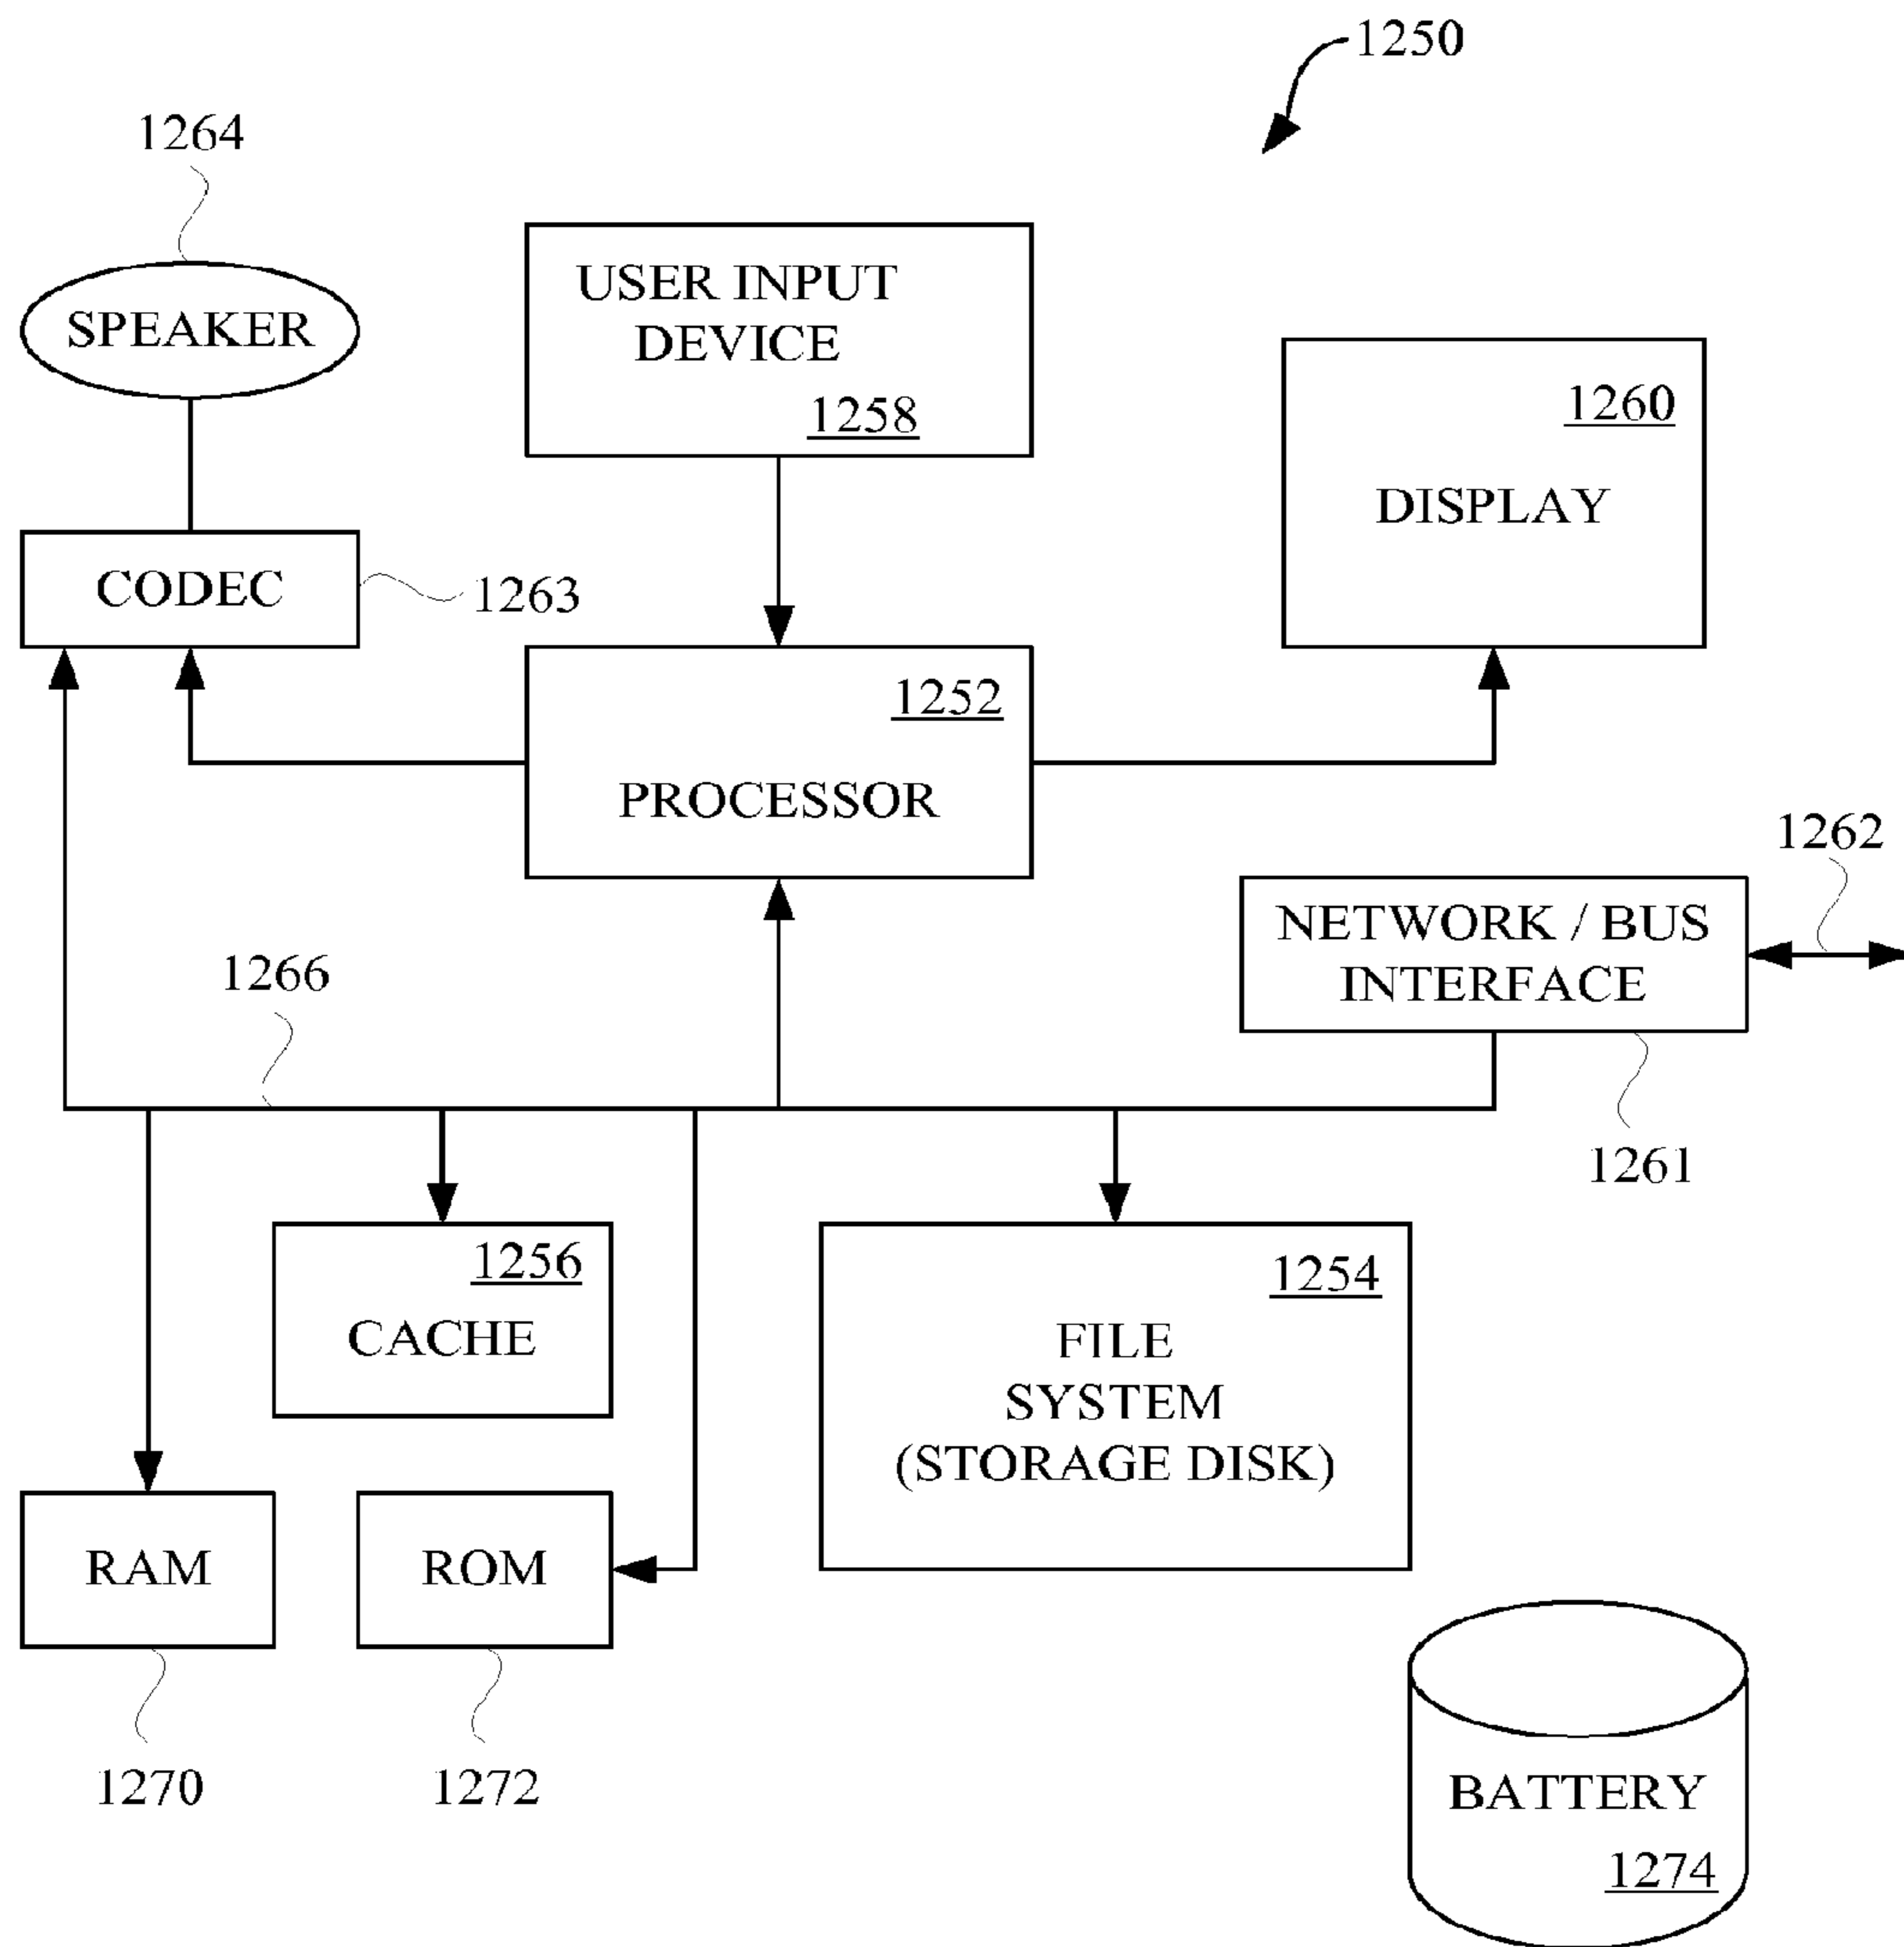 1250
1264
SPEAKER
USER INPUT
DEVICE
1258
1260
DISPLAY
CODEC
1263
1252
PROCESSOR
1262
NETWORK / BUS
INTERFACE
1266
1261
1256
CACHE
1254
FILE
SYSTEM
(STORAGE DISK)
RAM
ROM
1270
1272
BATTERY
1274